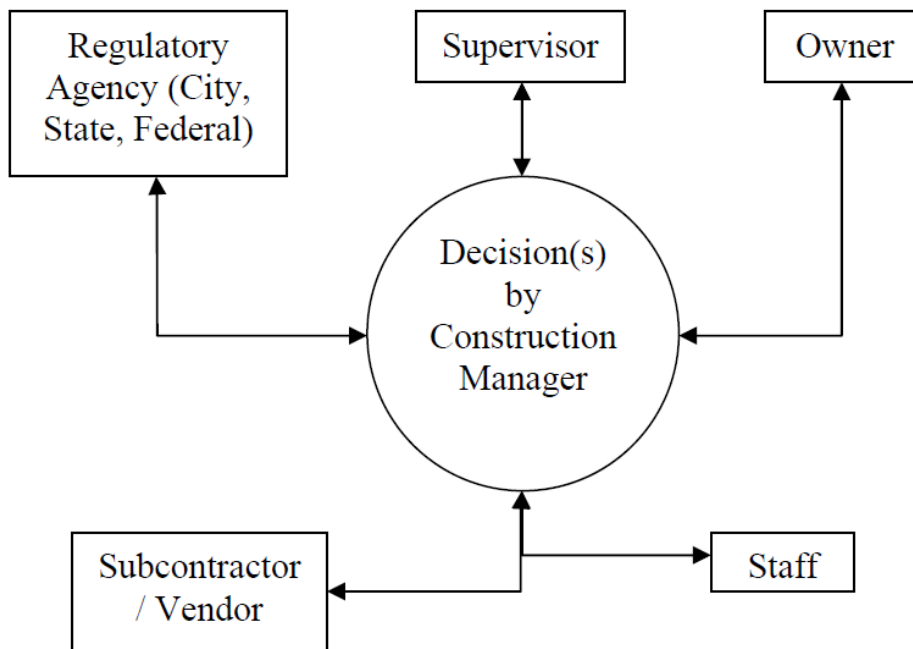 Regulatory
Agency (City,
State, Federal)
Supervisor
Owner
Decision(s)
by
Construction
Manager
Subcontractor
/ Vendor
Staff